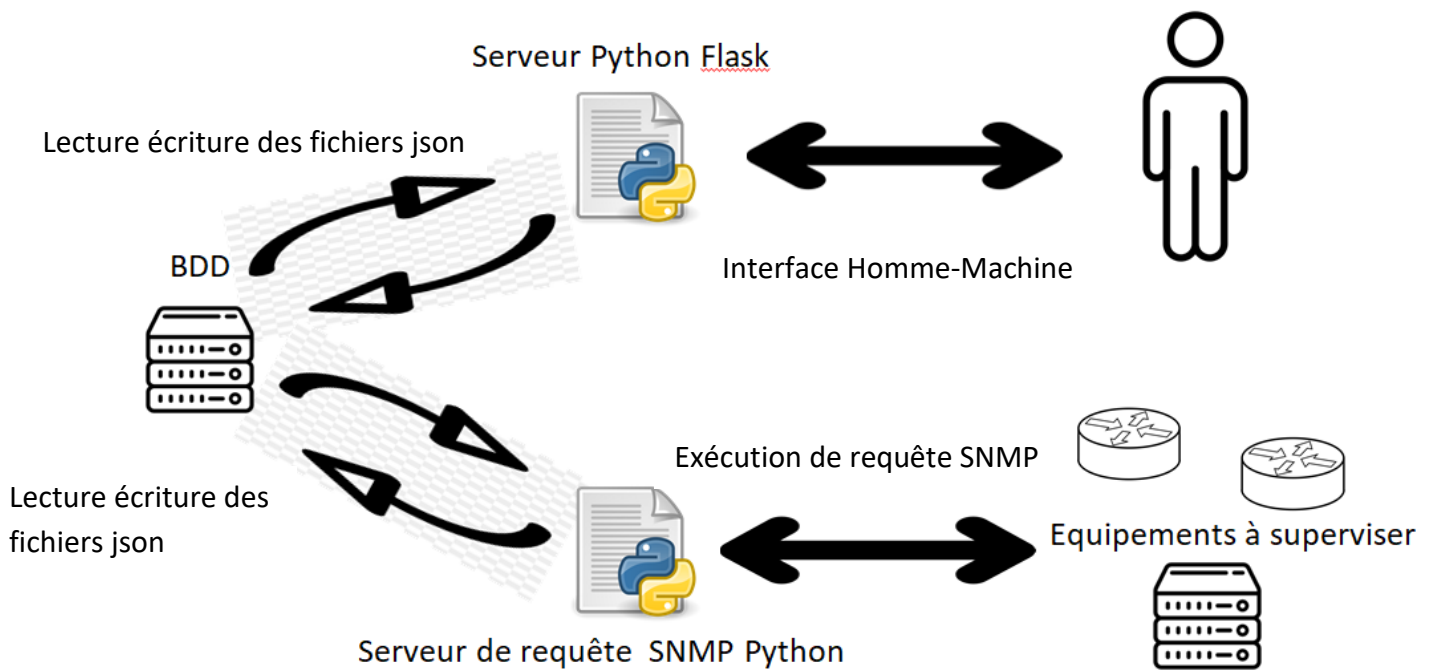 Serveur Python Flask
Lecture écriture des fichiers json
BDD
Interface Homme-Machine
Exécution de requête SNMP
Lecture écriture des
fichiers json
Equipements à superviser
Serveur de requête SNMP Python